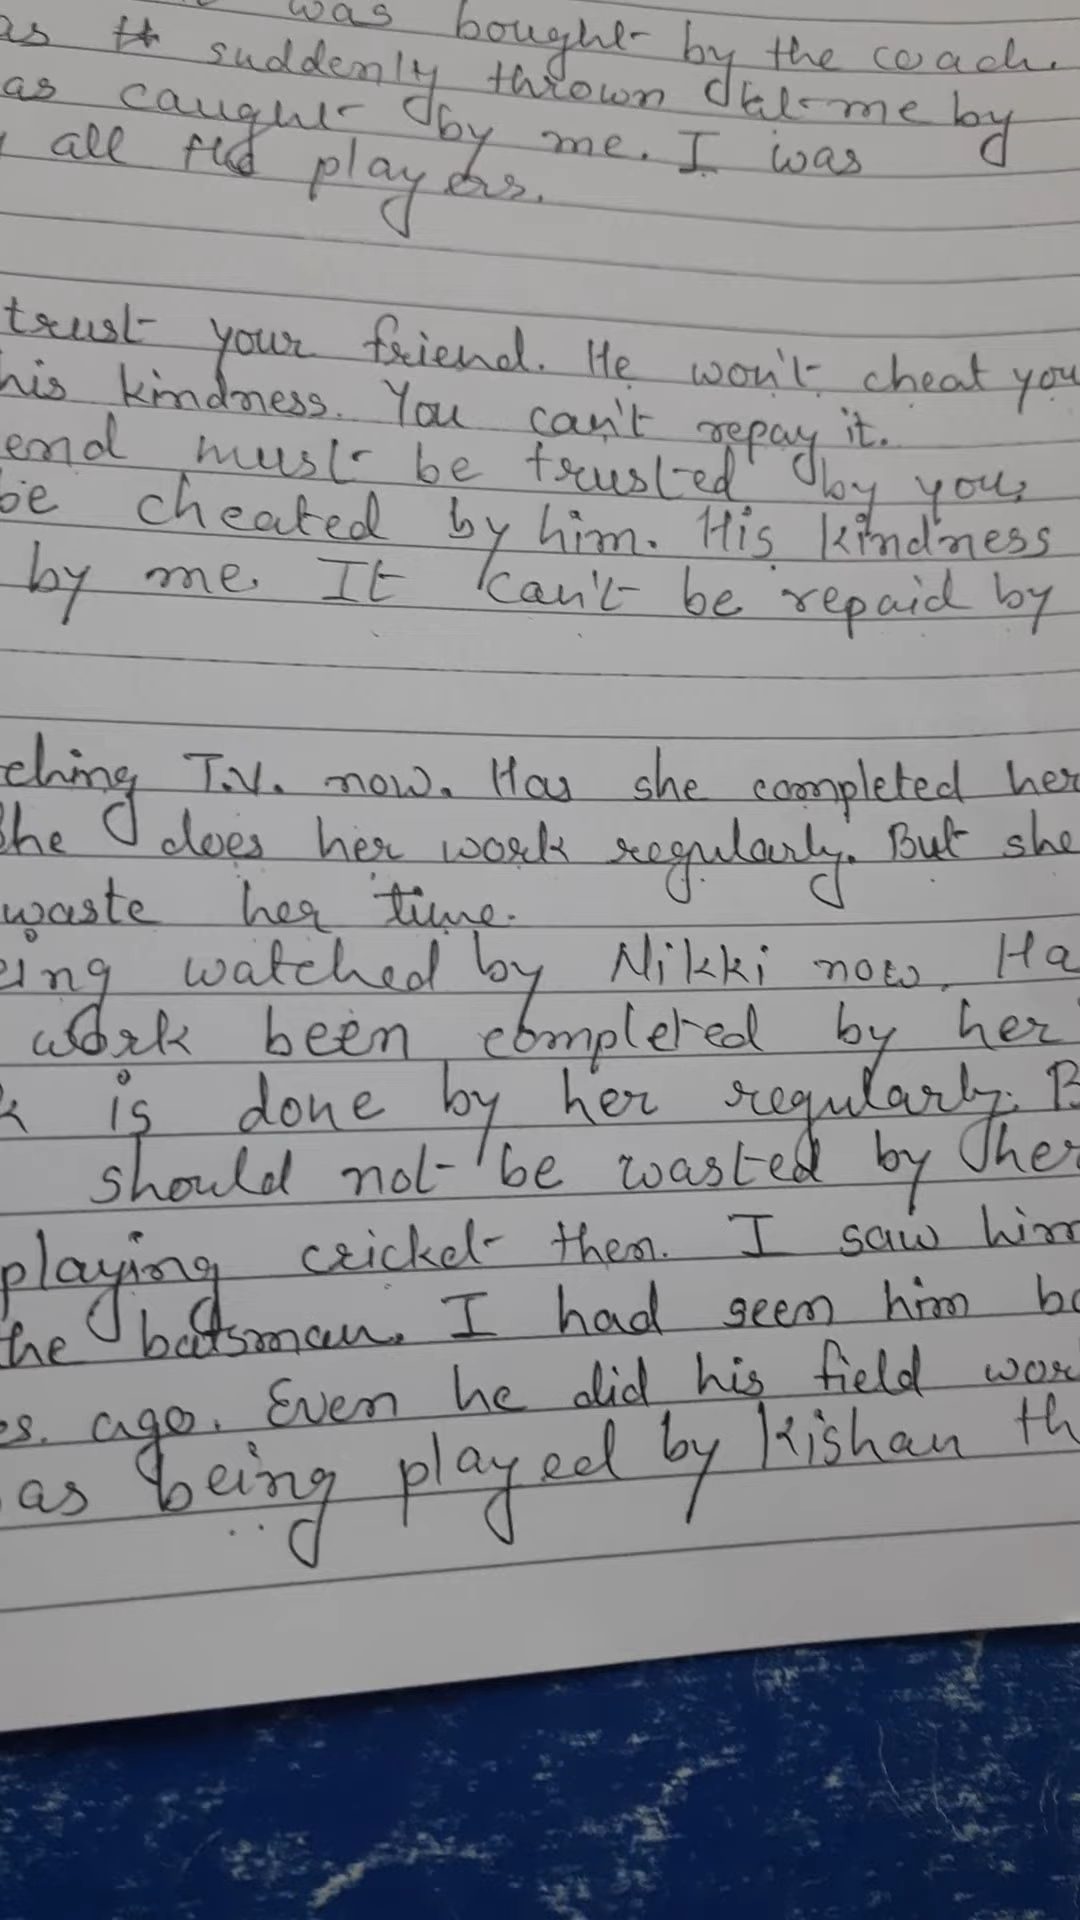 was bought by the coach.
as suddenly thrown at me by
as caught by me. I was
all the players.
trust your friend. He won't cheat you
his kindness. You can't repay it.
end must be trusted by you,
be cheated by him. His kindness
by me. It can't be repaid by
ching T.V. now. Has she completed her
she does her work regularly. But she
waste her time.
eing watched by Nikki now. Ha
work been completed by her
k is done by her regularly. B
should not be wasted by her
playing cricket then. I saw him
the batsman. I had seen him bo
es. ago. Even he did his field wor
as being played by Kishan th